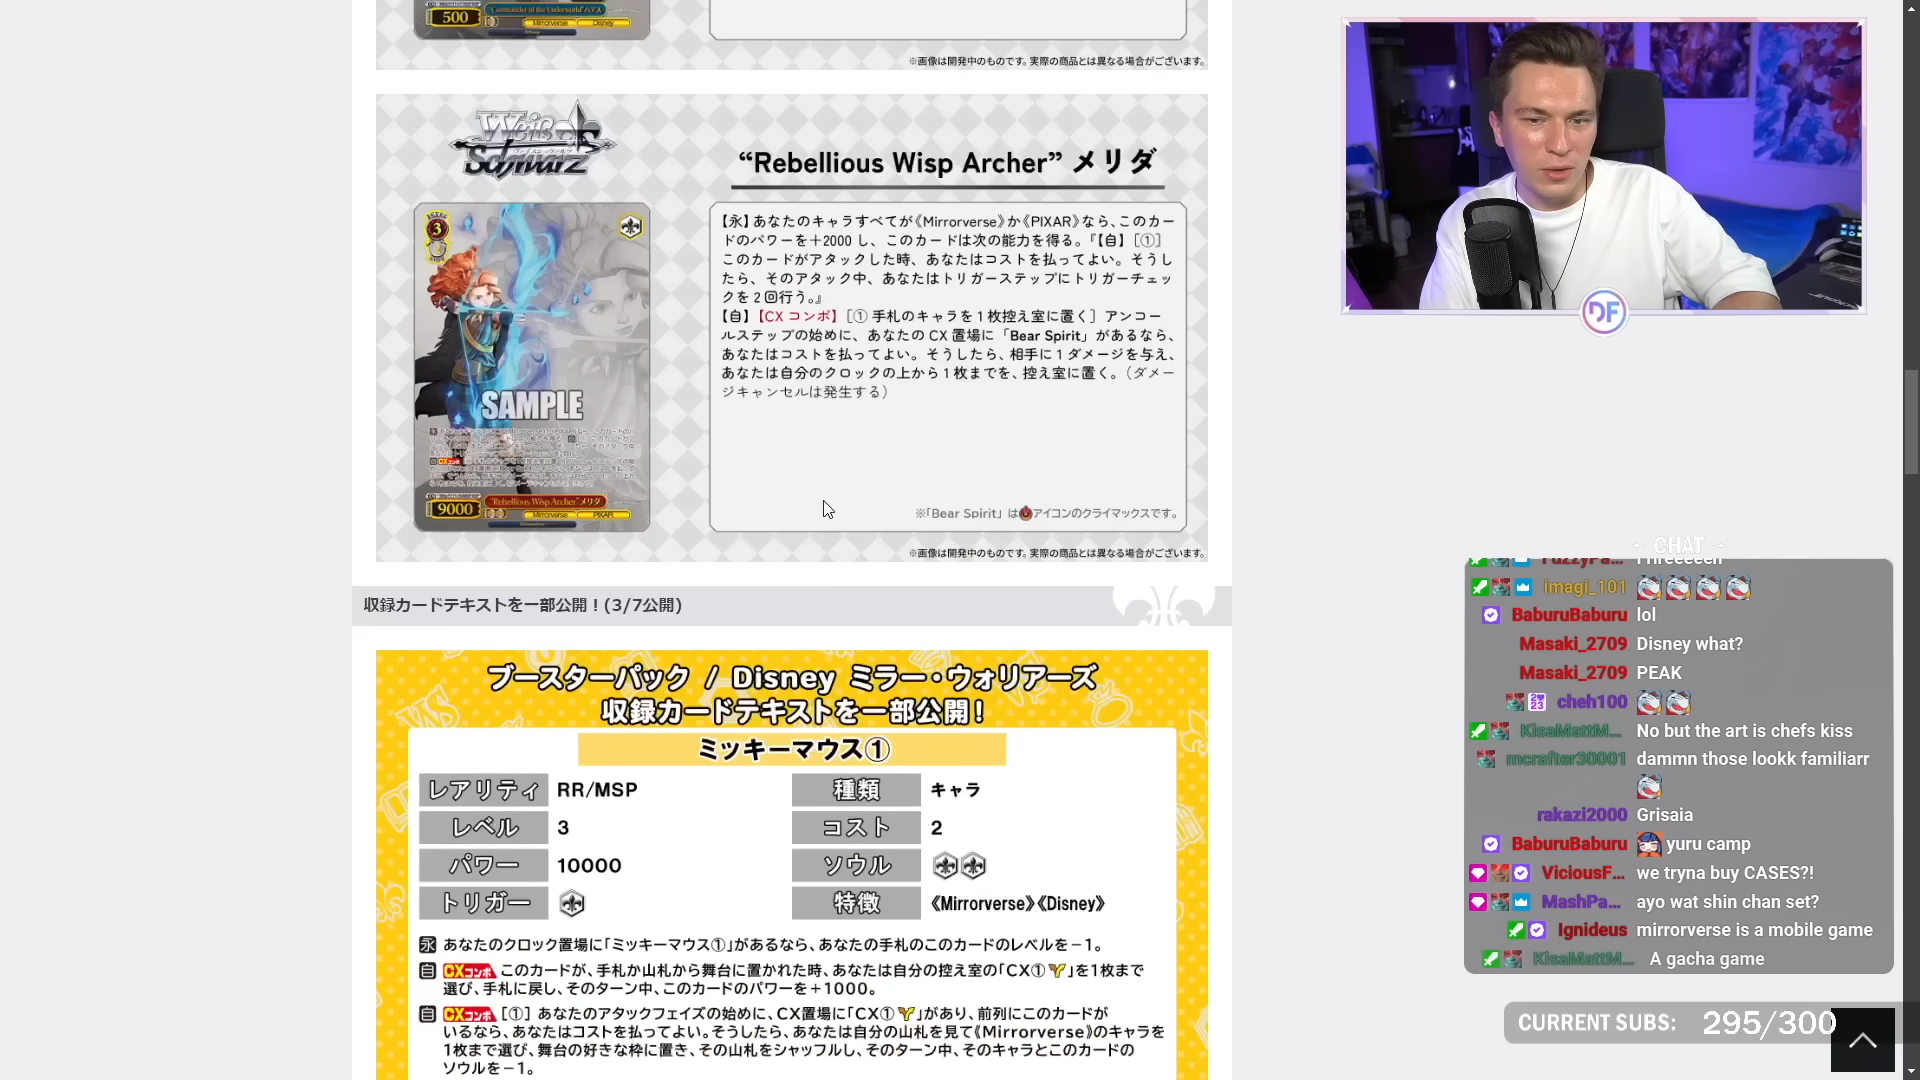 500
"Commander of the Underworld" ハデス
Mirrorverse
Disney
※画像は開発中のものです。実際の商品とは異なる場合がございます。
Weiß
Schwarz
"Rebellious Wisp Archer" メリダ
3
【永】あなたのキャラすべてが《Mirrorverse》か《PIXAR》なら、このカー
ドのパワーを＋2000 し、このカードは次の能力を得る。『【自】［①］
このカードがアタックした時、あなたはコストを払ってよい。そうし
たら、そのアタック中、あなたはトリガーステップにトリガーチェッ
クを２回行う。』
【自】【CX コンボ】［① 手札のキャラを１枚控え室に置く］ アンコー
ルステップの始めに、あなたの CX 置場に「Bear Spirit」があるなら、
あなたはコストを払ってよい。そうしたら、相手に１ダメージを与え、
あなたは自分のクロックの上から１枚までを、控え室に置く。（ダメー
ジキャンセルは発生する）
SAMPLE
9000
"Rebellious Wisp Archer" メリダ
Mirrorverse
PIXAR
※「Bear Spirit」は アイコンのクライマックスです。
※画像は開発中のものです。実際の商品とは異なる場合がございます。
収録カードテキストを一部公開！(3/7公開)
ブースターパック / Disney ミラー・ウォリアーズ
収録カードテキストを一部公開！
ミッキーマウス①
レアリティ RR/MSP 種類 キャラ
レベル 3 コスト 2
パワー 10000 ソウル
トリガー 特徴 《Mirrorverse》《Disney》
永 あなたのクロック置場に「ミッキーマウス①」があるなら、あなたの手札のこのカードのレベルを－1。
自 CXコンボ このカードが、手札か山札から舞台に置かれた時、あなたは自分の控え室の「CX①」を1枚まで
選び、手札に戻し、そのターン中、このカードのパワーを＋1000。
自 CXコンボ ［①］ あなたのアタックフェイズの始めに、CX置場に「CX①」があり、前列にこのカードが
いるなら、あなたはコストを払ってよい。そうしたら、あなたは自分の山札を見て《Mirrorverse》のキャラを
1枚まで選び、舞台の好きな枠に置き、その山札をシャッフルし、そのターン中、そのキャラとこのカードの
ソウルを－1。
DF
CHAT
FuzzyPa... Threeeeen
imagi_101
BaburuBaburu lol
Masaki_2709 Disney what?
Masaki_2709 PEAK
cheh100
KisaMattM... No but the art is chefs kiss
mcrafter30001 dammn those lookk familiarr
rakazi2000 Grisaia
BaburuBaburu yuru camp
ViciousF... we tryna buy CASES?!
MashPa... ayo wat shin chan set?
Ignideus mirrorverse is a mobile game
KisaMattM... A gacha game
CURRENT SUBS: 295/300